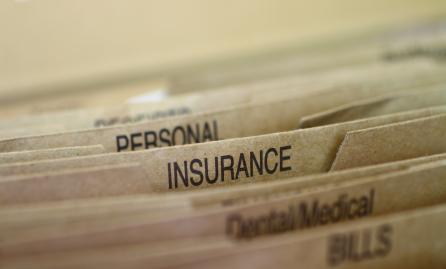 PERSONAL
INSURANCE
Dental/Medical
BILLS